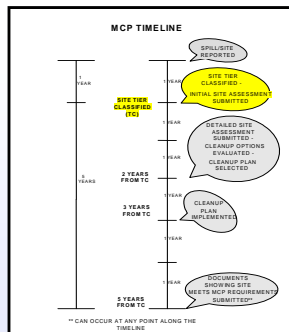 MCP TIMELINE
SPILL/SITE
REPORTED
1
YEAR
1
YEAR
SITE TIER
CLASSIFIED -
INITIAL SITE ASSESSMENT
SUBMITTED
SITE TIER
CLASSIFIED
(TC)
1
YEAR
DETAILED SITE
ASSESSMENT
SUBMITTED -
CLEANUP OPTIONS
EVALUATED -
CLEANUP PLAN
SELECTED
1
YEAR
5
YEARS
2 YEARS
FROM TC
1
YEAR
CLEANUP
PLAN
IMPLEMENTED
3 YEARS
FROM TC
1
YEAR
1
YEAR
DOCUMENTS
SHOWING SITE
MEETS MCP REQUIREMENTS
SUBMITTED**
5 YEARS
FROM TC
** CAN OCCUR AT ANY POINT ALONG THE
TIMELINE